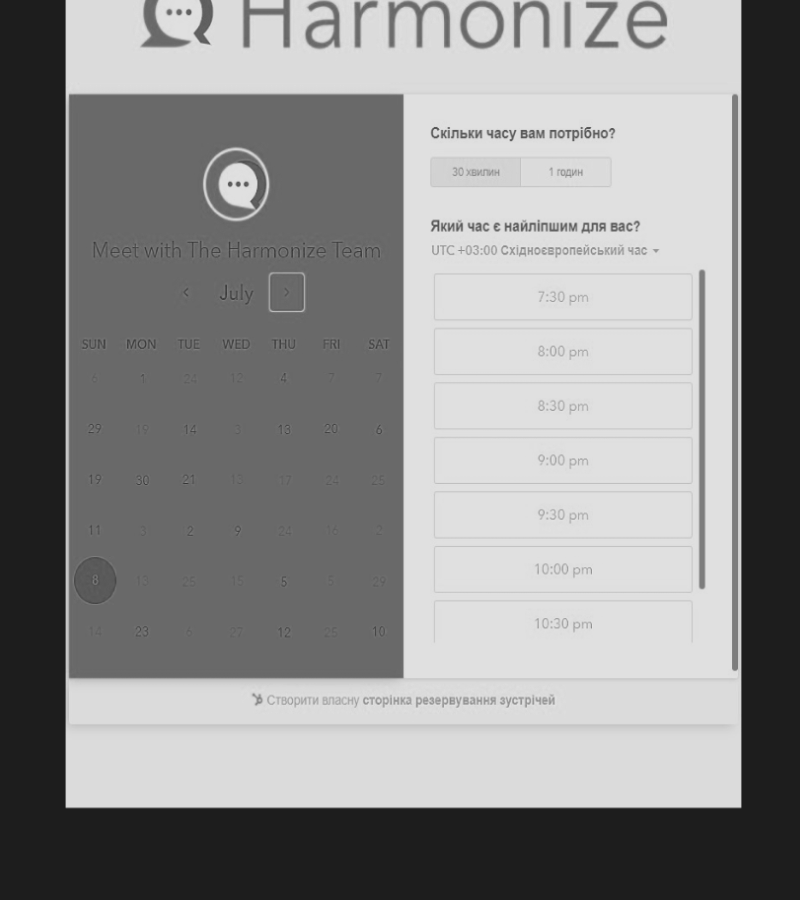 Harmonize
Meet with The Harmonize Team
July
SUN MON TUE WED THU FRI SAT
6 1 24 12 4 7 7
29 19 14 3 13 20 6
19 30 21 12 17 24 25
11 3 2 9 24 16 2
8 13 25 15 5 5 29
14 23 6 27 12 25 10
Скільки часу вам потрібно?
30 хвилин 1 годин
Який час є найліпшим для вас?
UTC +03:00 Східноєвропейський час
7:30 pm
8:00 pm
8:30 pm
9:00 pm
9:30 pm
10:00 pm
10:30 pm
Створити власну сторінка резервування зустрічей